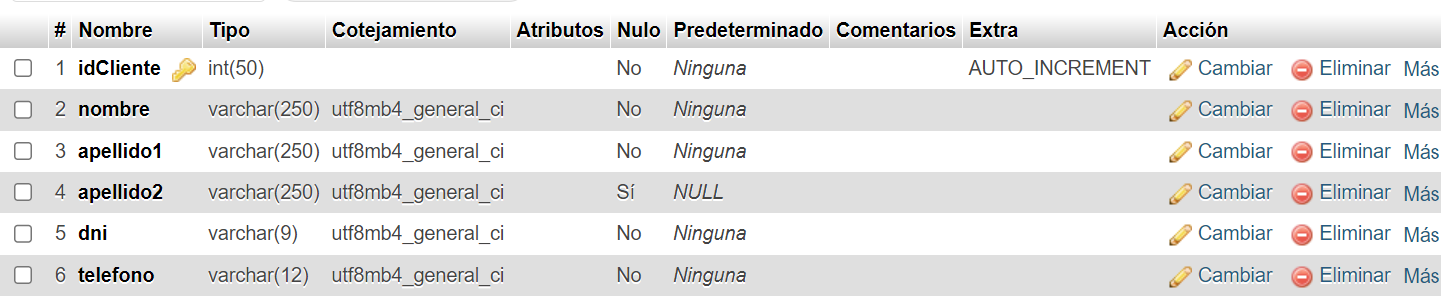 # Nombre Tipo Cotejamiento Atributos Nulo Predeterminado Comentarios Extra Acción
1 idCliente int(50) No Ninguna AUTO_INCREMENT Cambiar Eliminar Más
2 nombre varchar(250) utf8mb4_general_ci No Ninguna Cambiar Eliminar Más
3 apellido1 varchar(250) utf8mb4_general_ci No Ninguna Cambiar Eliminar Más
4 apellido2 varchar(250) utf8mb4_general_ci Sí NULL Cambiar Eliminar Más
5 dni varchar(9) utf8mb4_general_ci No Ninguna Cambiar Eliminar Más
6 telefono varchar(12) utf8mb4_general_ci No Ninguna Cambiar Eliminar Más